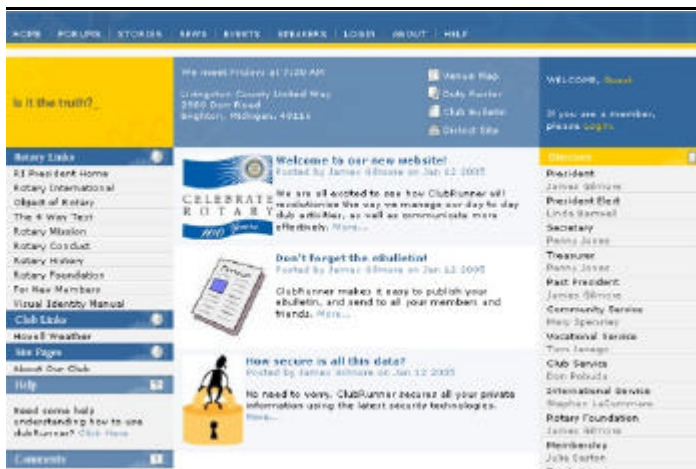 HOME FORUMS STORIES NEWS EVENTS SPEAKERS LOGIN ABOUT HELP
Is it the truth?_
We meet Fridays at 7:20 AM
Livingston County United Way
2980 Dorr Road
Brighton, Michigan, 48116
Venue Map
Duty Roster
Club Bulletin
District Site
WELCOME, Guest
If you are a member,
please Login.
Rotary Links
RI President Home
Rotary International
Object of Rotary
The 4 Way Test
Rotary Mission
Rotary Conduct
Rotary History
Rotary Foundation
For New Members
Visual Identity Manual
Club Links
Howell Weather
Site Pages
About Our Club
Help
Need some help
understanding how to use
clubRunner? Click Here
Comments
CELEBRATE
ROTARY
Welcome to our new website!
Posted by James Gilmore on Jan 12 2005
We are all excited to see how ClubRunner will
revolutionize the way we manage our day to day
club activities, as well as communicate more
effectively. More...
Don't forget the eBulletin!
Posted by James Gilmore on Jan 12 2005
ClubRunner makes it easy to publish your
eBulletin, and send to all your members and
friends. More...
How secure is all this data?
Posted by James Gilmore on Jan 12 2005
No need to worry, ClubRunner secures all your private
information using the latest security technologies.
More...
Directors
President
James Gilmore
President Elect
Linda
Secretary
Penny Jones
Treasurer
Penny Jones
Past President
James Gilmore
Community Service
Mary
Vocational Service
Tom
Club Service
Don
International Service
Stephen
Rotary Foundation
James Gilmore
Membership
Julie